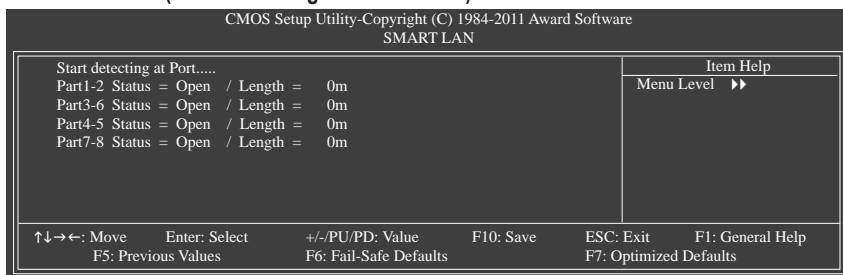 CMOS Setup Utility-Copyright (C) 1984-2011 Award Software
SMART LAN
Start detecting at Port.....
Part1-2 Status = Open / Length = 0m
Part3-6 Status = Open / Length = 0m
Part4-5 Status = Open / Length = 0m
Part7-8 Status = Open / Length = 0m
Item Help
Menu Level
↑↓→←: Move Enter: Select +/-/PU/PD: Value F10: Save ESC: Exit F1: General Help
F5: Previous Values F6: Fail-Safe Defaults F7: Optimized Defaults